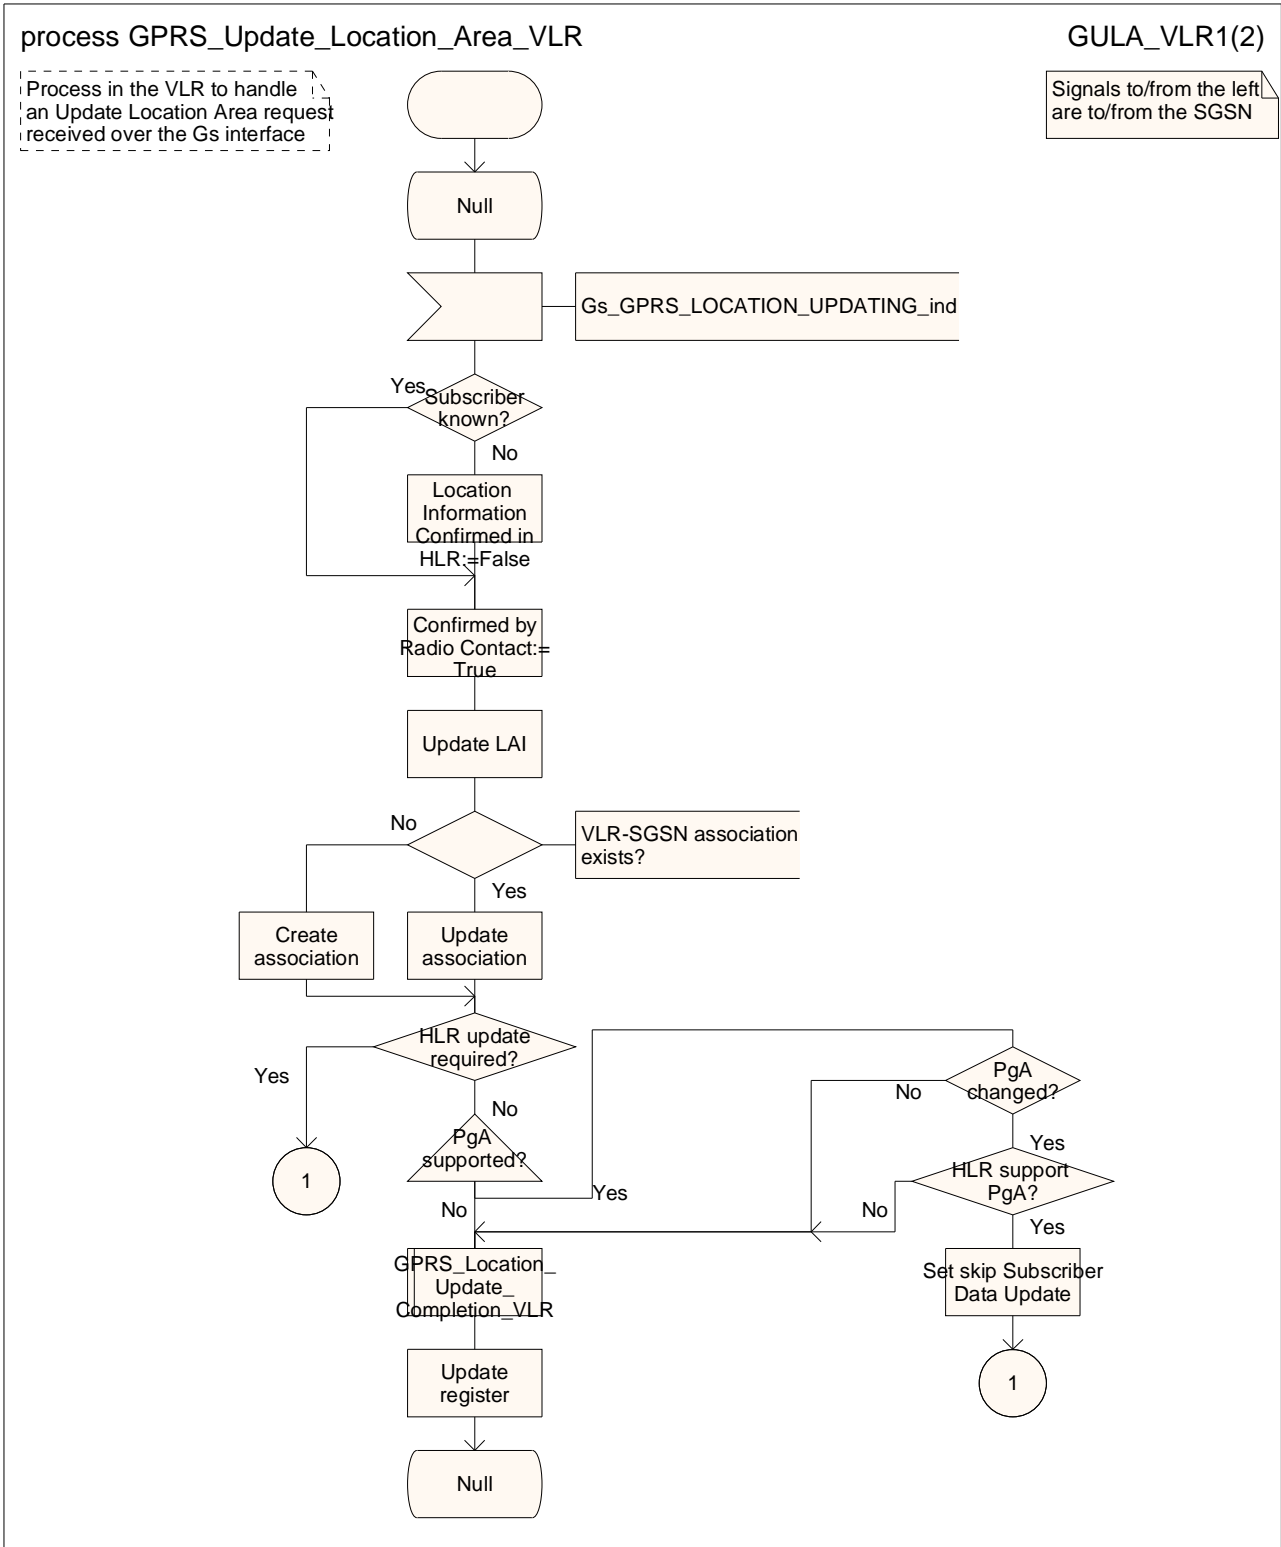 process GPRS_Update_Location_Area_VLR
GULA_VLR1(2)
Process in the VLR to handle
an Update Location Area request
received over the Gs interface
Signals to/from the left
are to/from the SGSN
Null
Gs_GPRS_LOCATION_UPDATING_ind
Yes
Subscriber
known?
No
Location
Information
Confirmed in
HLR:=False
Confirmed by
Radio Contact:=
True
Update LAI
No
VLR-SGSN association
exists?
Yes
Create
association
Update
association
HLR update
required?
Yes
No
PgA
changed?
No
Yes
PgA
supported?
1
HLR support
PgA?
Yes
No
No
Yes
GPRS_Location_
Update_
Completion_VLR
Set skip Subscriber
Data Update
Update
register
1
Null